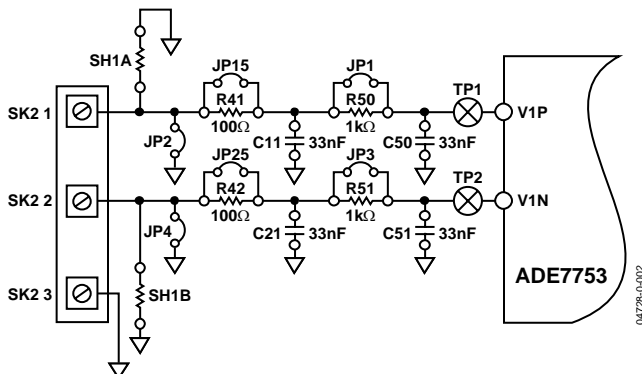 SH1A
JP15
JP1
TP1
SK2 1
R41
R50
V1P
JP2
100Ω
C11
33nF
1kΩ
C50
33nF
JP25
JP3
TP2
SK2 2
R42
R51
V1N
JP4
100Ω
C21
33nF
1kΩ
C51
33nF
ADE7753
SK2 3
SH1B
04728-0-002